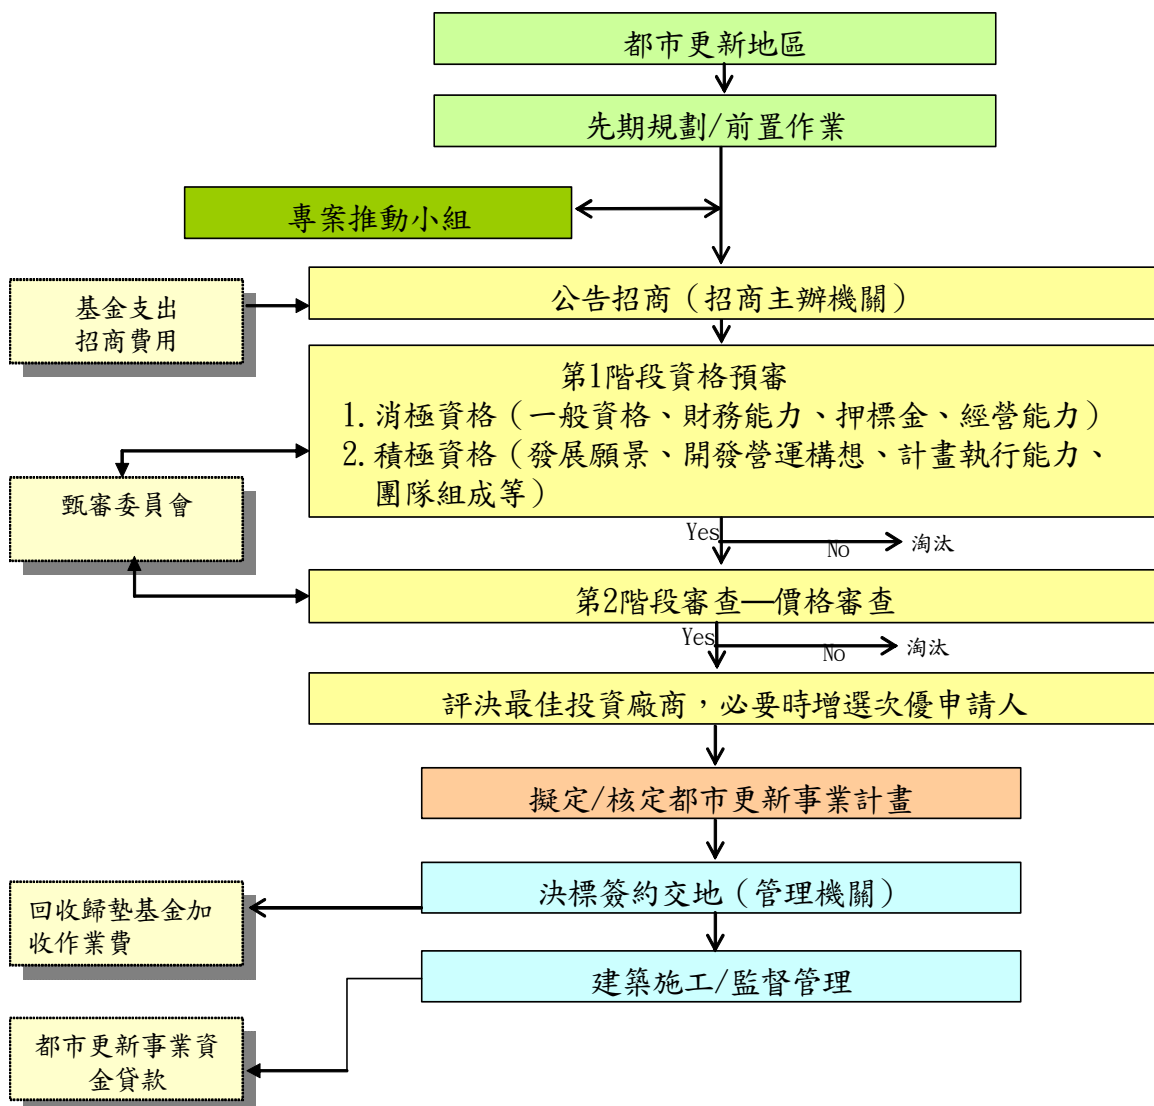 都市更新地區
先期規劃/前置作業
專案推動小組
基金支出
招商費用
公告招商（招商主辦機關）
第1階段資格預審
1.消極資格（一般資格、財務能力、押標金、經營能力）
2.積極資格（發展願景、開發營運構想、計畫執行能力、
團隊組成等）
甄審委員會
Yes
No
淘汰
第2階段審查—價格審查
Yes
No
淘汰
評決最佳投資廠商，必要時增選次優申請人
擬定/核定都市更新事業計畫
決標簽約交地（管理機關）
回收歸墊基金加
收作業費
建築施工/監督管理
都市更新事業資
金貸款